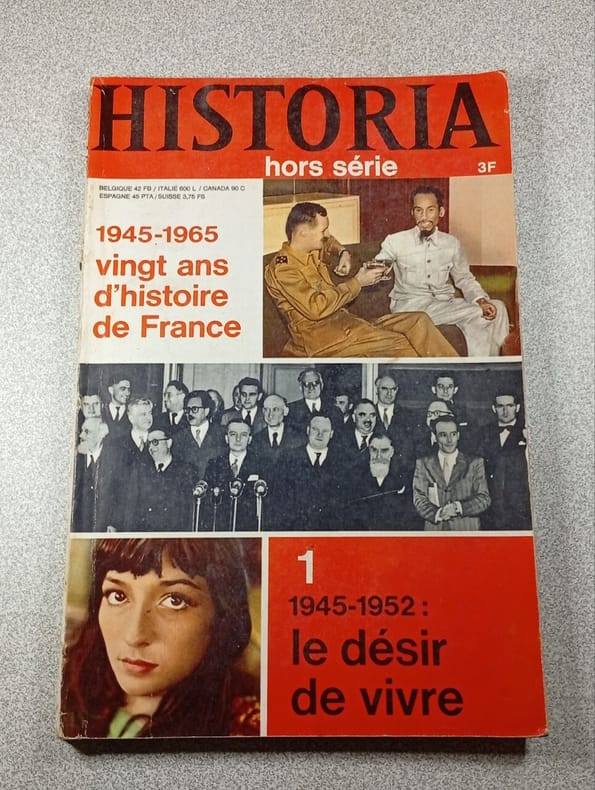 HISTORIA
hors série
3F
BELGIQUE 42 FB / ITALIE 600 L / CANADA 90 C
ESPAGNE 45 PTA / SUISSE 3,75 FS
1945-1965
vingt ans
d'histoire
de France
1
1945-1952 :
le désir
de vivre